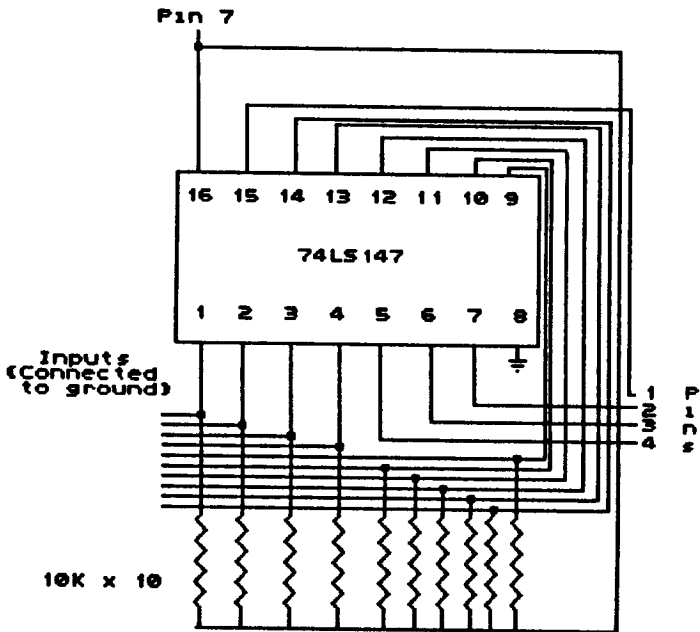 Pin 7
16 15 14 13 12 11 10 9
74LS147
1 2 3 4 5 6 7 8
Inputs
(Connected
to ground)
1 P
2 i
3 n
4 s
10K x 10